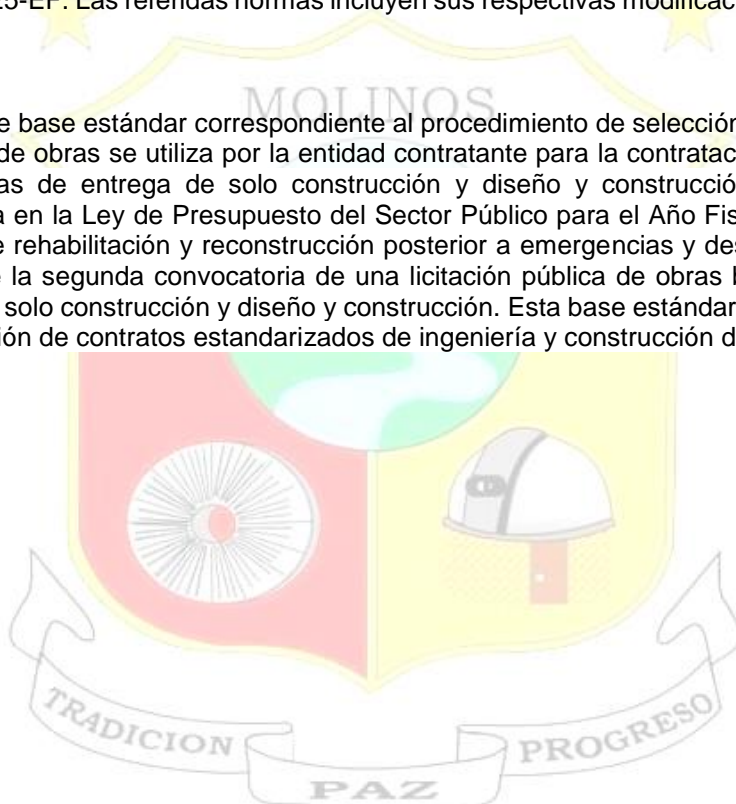 25-EF. Las referidas normas incluyen sus respectivas modificac
MOLINOS
e base estándar correspondiente al procedimiento de selección
de obras se utiliza por la entidad contratante para la contratac
as de entrega de solo construcción y diseño y construcció
a en la Ley de Presupuesto del Sector Público para el Año Fis
e rehabilitación y reconstrucción posterior a emergencias y des
e la segunda convocatoria de una licitación pública de obras b
solo construcción y diseño y construcción. Esta base estándar
ión de contratos estandarizados de ingeniería y construcción d
TRADICION
PAZ
PROGRESO